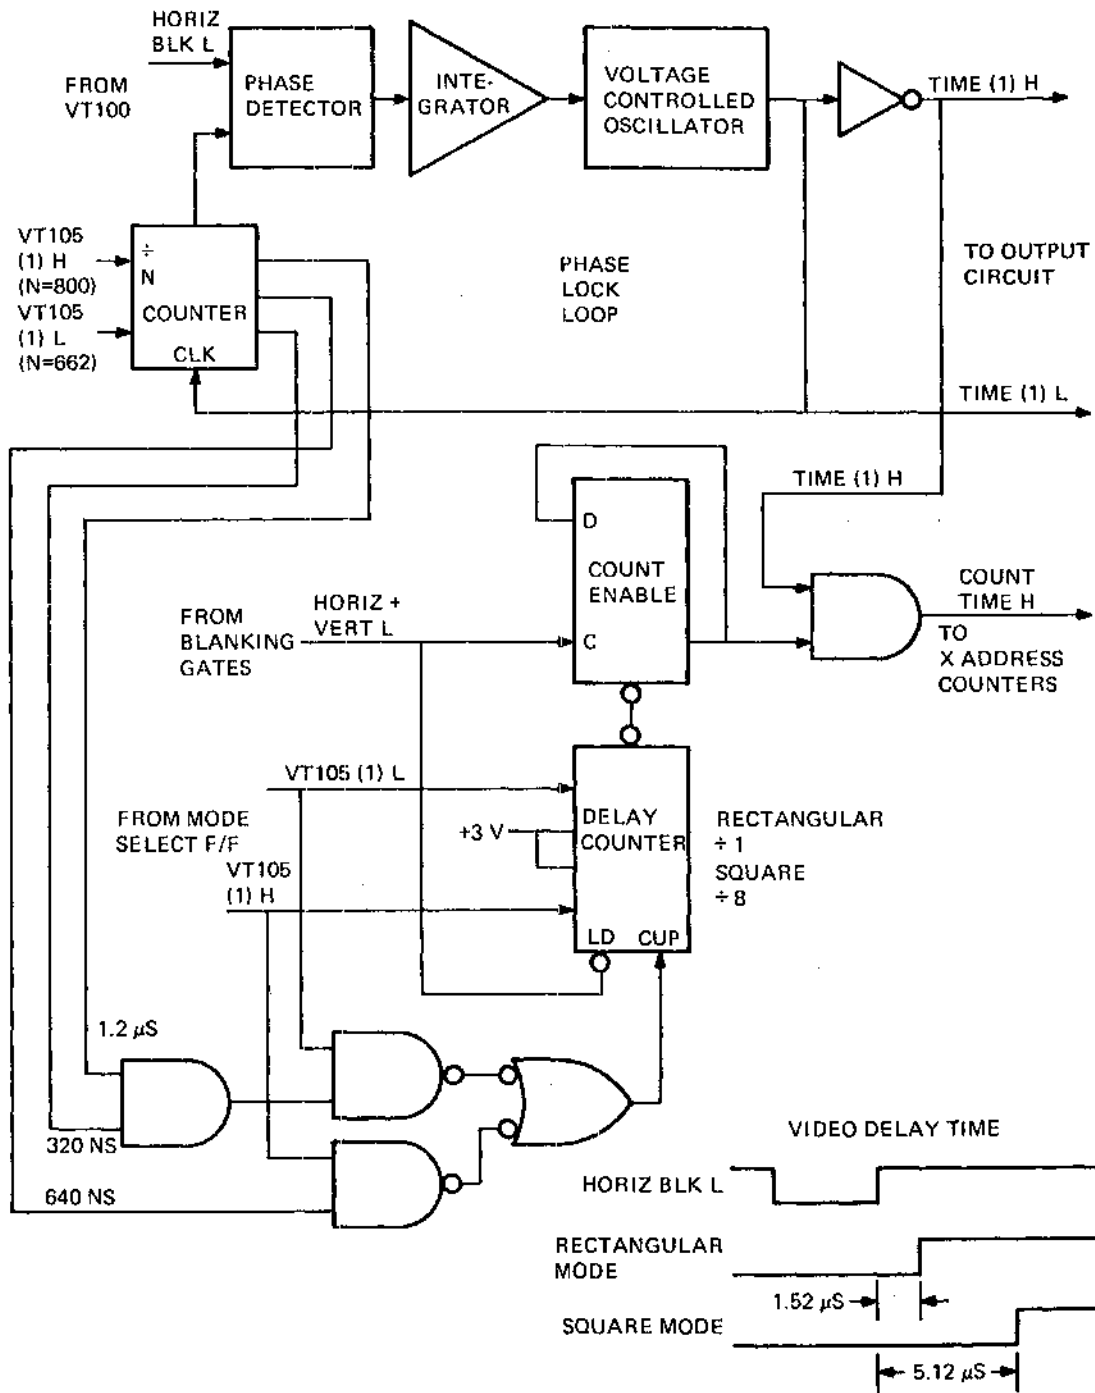 HORIZ
BLK L
FROM
VT100
PHASE
DETECTOR
INTE-
GRATOR
VOLTAGE
CONTROLLED
OSCILLATOR
TIME (1) H
VT105
(1) H
(N=800)
VT105
(1) L
(N=662)
÷
N
COUNTER
CLK
PHASE
LOCK
LOOP
TO OUTPUT
CIRCUIT
TIME (1) L
TIME (1) H
D
COUNT
ENABLE
C
FROM
BLANKING
GATES
HORIZ +
VERT L
COUNT
TIME H
TO
X ADDRESS
COUNTERS
VT105 (1) L
FROM MODE
SELECT F/F
VT105
(1) H
+3 V
DELAY
COUNTER
LD CUP
RECTANGULAR
÷ 1
SQUARE
÷ 8
1.2 µS
320 NS
640 NS
VIDEO DELAY TIME
HORIZ BLK L
RECTANGULAR
MODE
1.52 µS
SQUARE MODE
5.12 µS